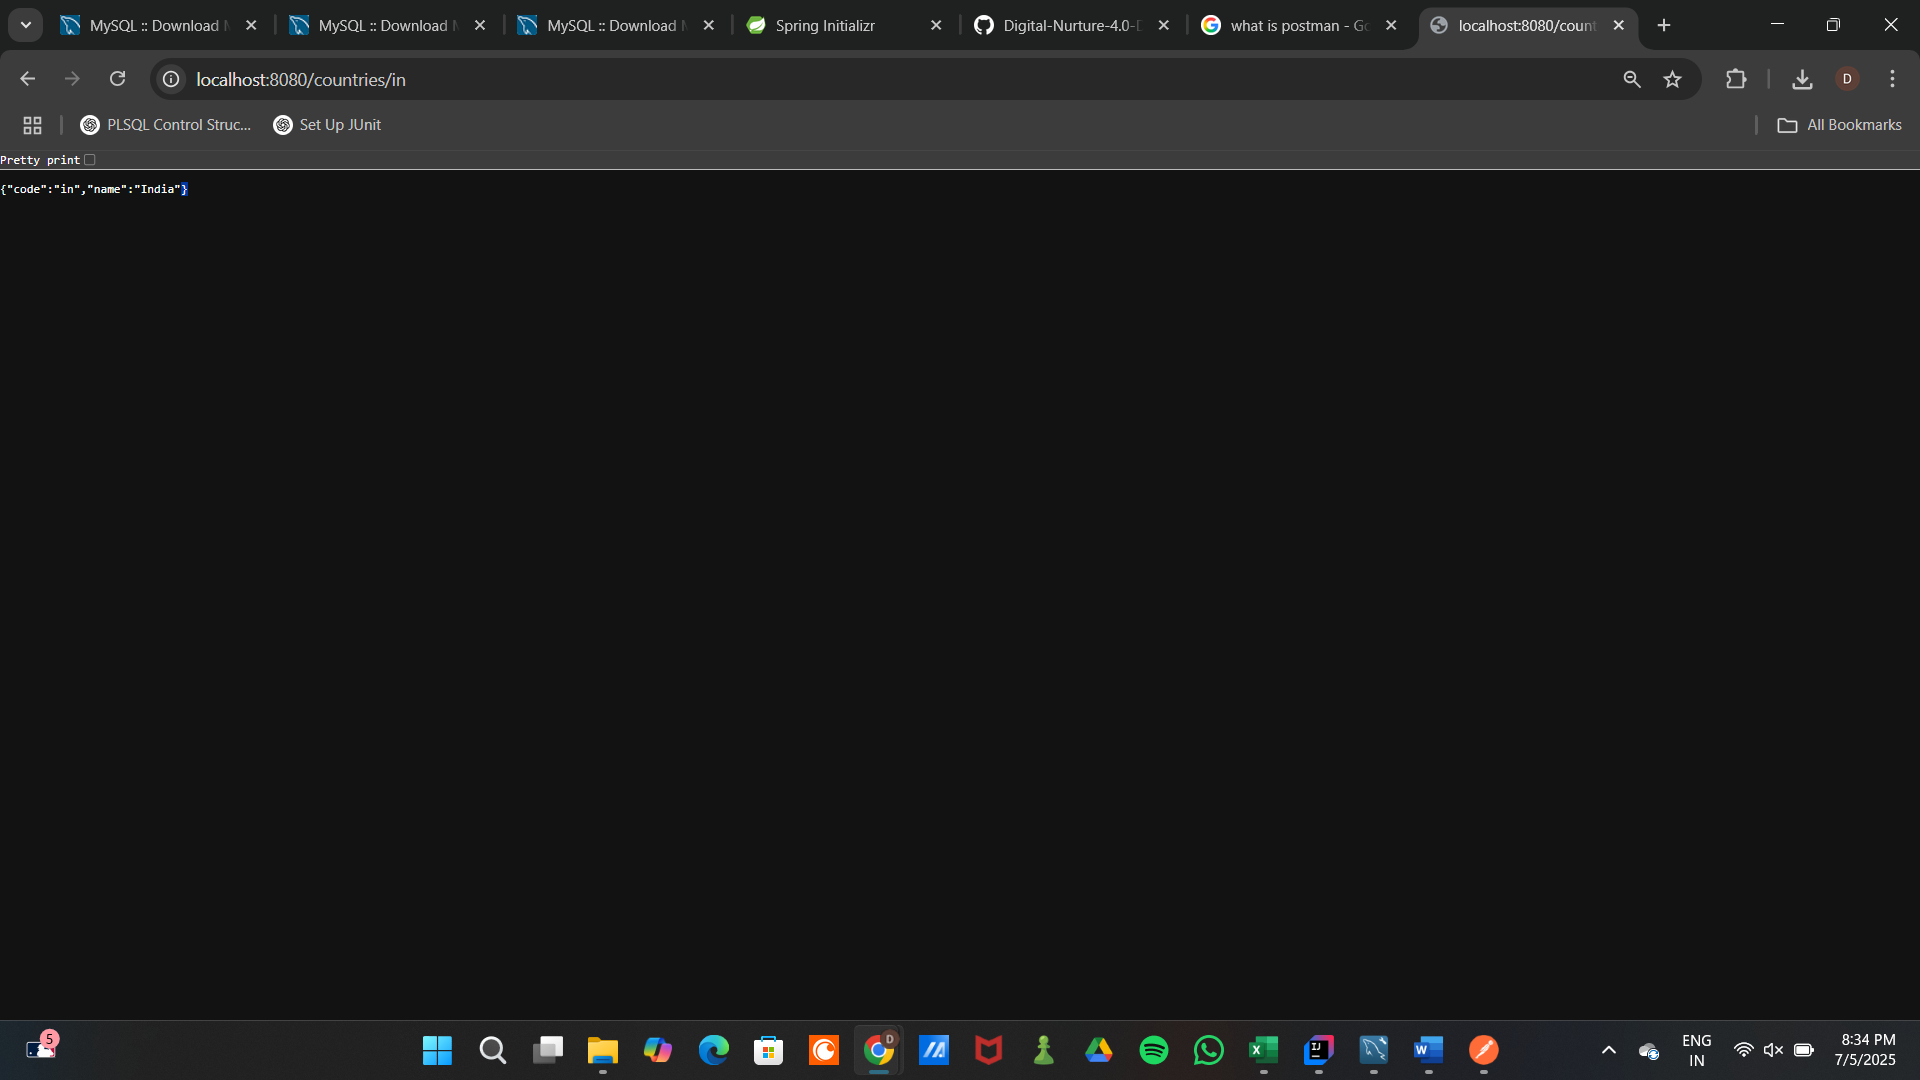 MySQL :: Download
MySQL :: Download
MySQL :: Download
Spring Initializr
Digital-Nurture-4.0-
what is postman - Go
localhost:8080/count
localhost:8080/countries/in
D
PLSQL Control Struc...
Set Up JUnit
All Bookmarks
Pretty print
{"code":"in","name":"India"}
5
D
X
IJ
W
ENG
IN
8:34 PM
7/5/2025